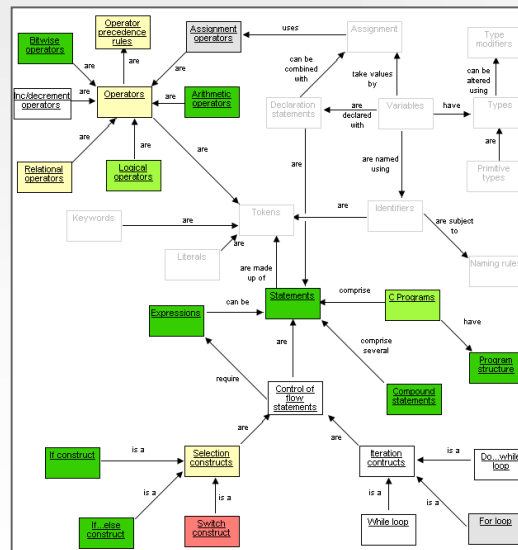 Bitwise
operators
Operator
precedence
rules
Assignment
operators
uses
Assignment
Type
modifiers
are
are
are
can be
combined
with
take values
by
can be
altered
using
Inc/decrement
operators
are
Operators
are
Arithmetic
operators
Declaration
statements
are
declared
with
Variables
have
Types
are
are
are
are
are named
using
are
Relational
operators
Logical
operators
Primitive
types
Keywords
are
Tokens
are
Identifiers
are subject
to
Literals
are
are made
up of
Naming rules
Expressions
can be
Statements
comprise
C Programs
are
comprise
several
have
require
Program
structure
Control of
flow
statements
Compound
statements
are
are
If construct
is a
Selection
constructs
Iteration
contructs
is a
Do...while
loop
is a
is a
is a
is a
If...else
construct
Switch
construct
While loop
For loop